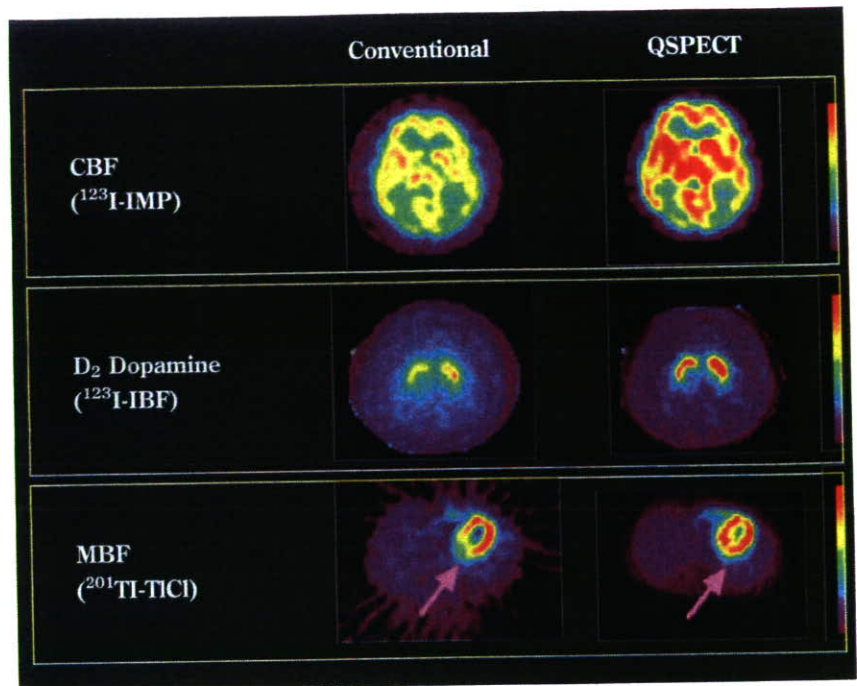 Conventional QSPECT
CBF
(¹²³I-IMP)
D₂ Dopamine
(¹²³I-IBF)
MBF
(²⁰¹Tl-TlCl)